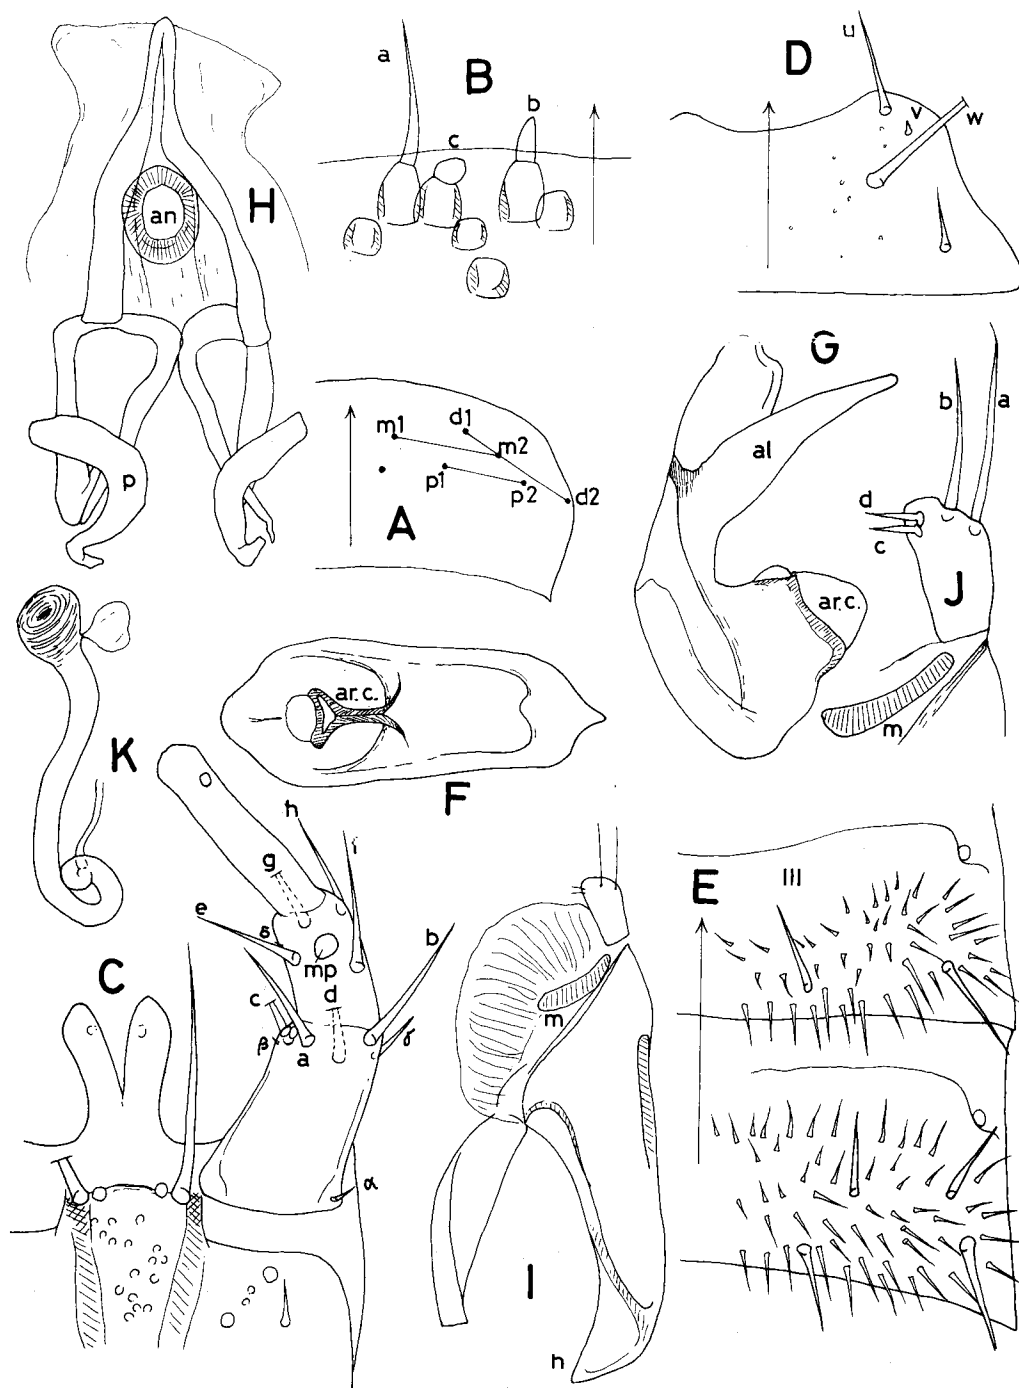 H
an
p
B
a
c
b
D
u
v
w
A
m1
d1
m2
p1
p2
d2
G
al
ar.c.
b
a
d
c
J
m
F
ar.c.
K
E
III
C
h
i
g
e
δ
mp
b
c
d
β
a
γ
α
I
m
h